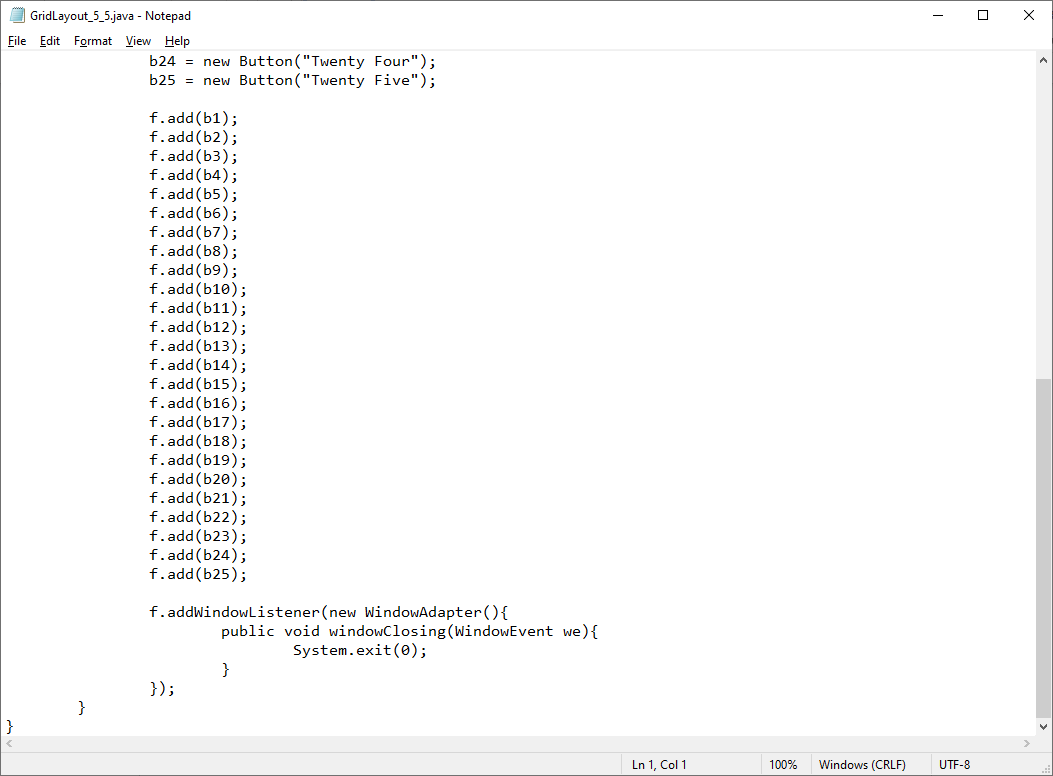 GridLayout_5_5.java - Notepad
File Edit Format View Help
b24 = new Button("Twenty Four");
b25 = new Button("Twenty Five");
f.add(b1);
f.add(b2);
f.add(b3);
f.add(b4);
f.add(b5);
f.add(b6);
f.add(b7);
f.add(b8);
f.add(b9);
f.add(b10);
f.add(b11);
f.add(b12);
f.add(b13);
f.add(b14);
f.add(b15);
f.add(b16);
f.add(b17);
f.add(b18);
f.add(b19);
f.add(b20);
f.add(b21);
f.add(b22);
f.add(b23);
f.add(b24);
f.add(b25);
f.addWindowListener(new WindowAdapter(){
public void windowClosing(WindowEvent we){
System.exit(0);
}
});
}
}
Ln 1, Col 1 100% Windows (CRLF) UTF-8